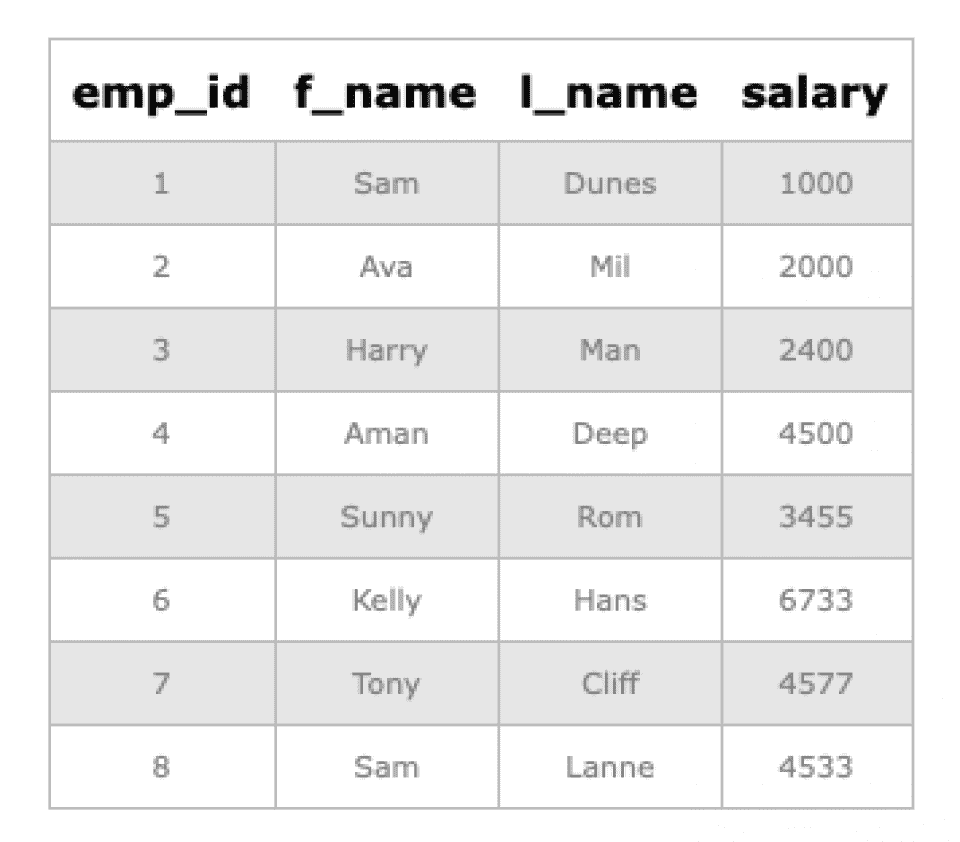 emp_id f_name l_name salary
1 Sam Dunes 1000
2 Ava Mil 2000
3 Harry Man 2400
4 Aman Deep 4500
5 Sunny Rom 3455
6 Kelly Hans 6733
7 Tony Cliff 4577
8 Sam Lanne 4533